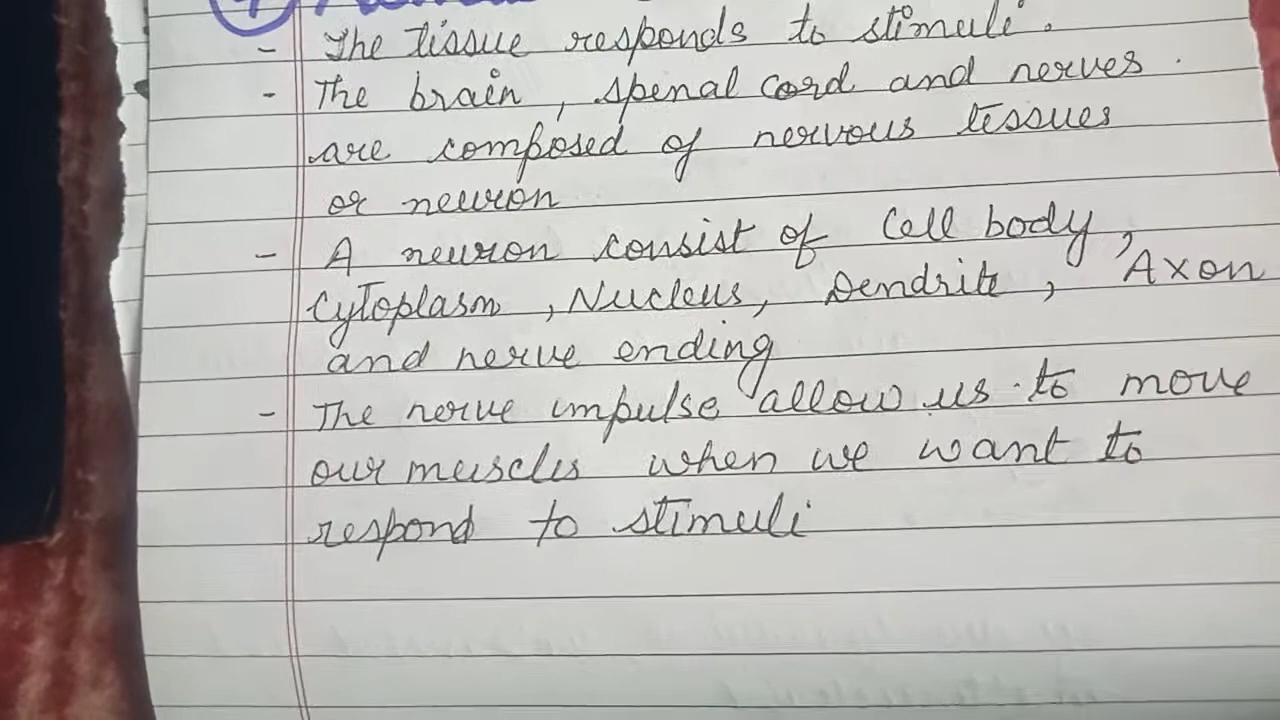 - The tissue responds to stimuli.
- The brain, spenal cord and nerves.
are composed of nervous tissues
or neuron
- A neuron consist of Cell body,
Cytoplasm, Nucleus, Dendrite, Axon
and nerve ending
- The nerve impulse allow us to move
our muscles when we want to
respond to stimuli